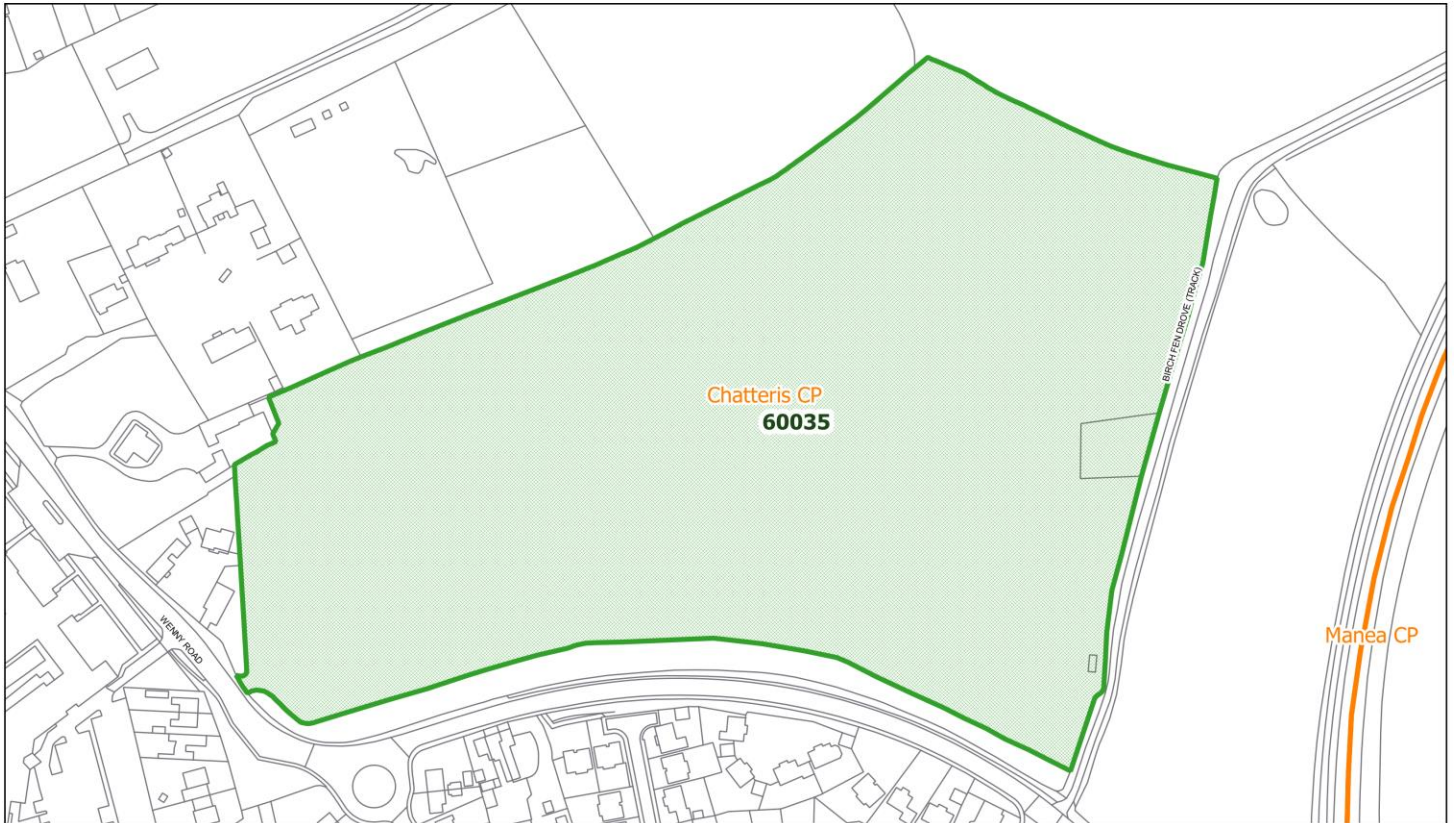 BIRCH FEN DROVE (TRACK)
Chatteris CP
60035
WENNY ROAD
Manea CP